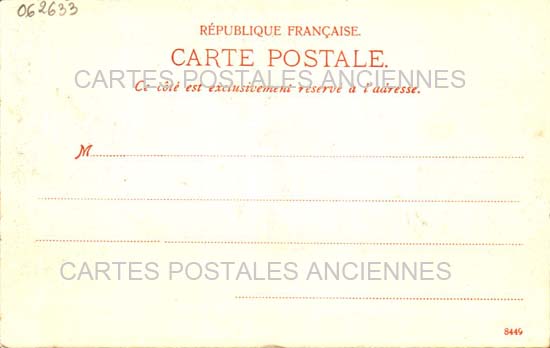 062633
RÉPUBLIQUE FRANÇAISE.
CARTE POSTALE.
CARTES POSTALES ANCIENNES
Ce côté est exclusivement réservé à l'adresse.
M
CARTES POSTALES ANCIENNES
8449